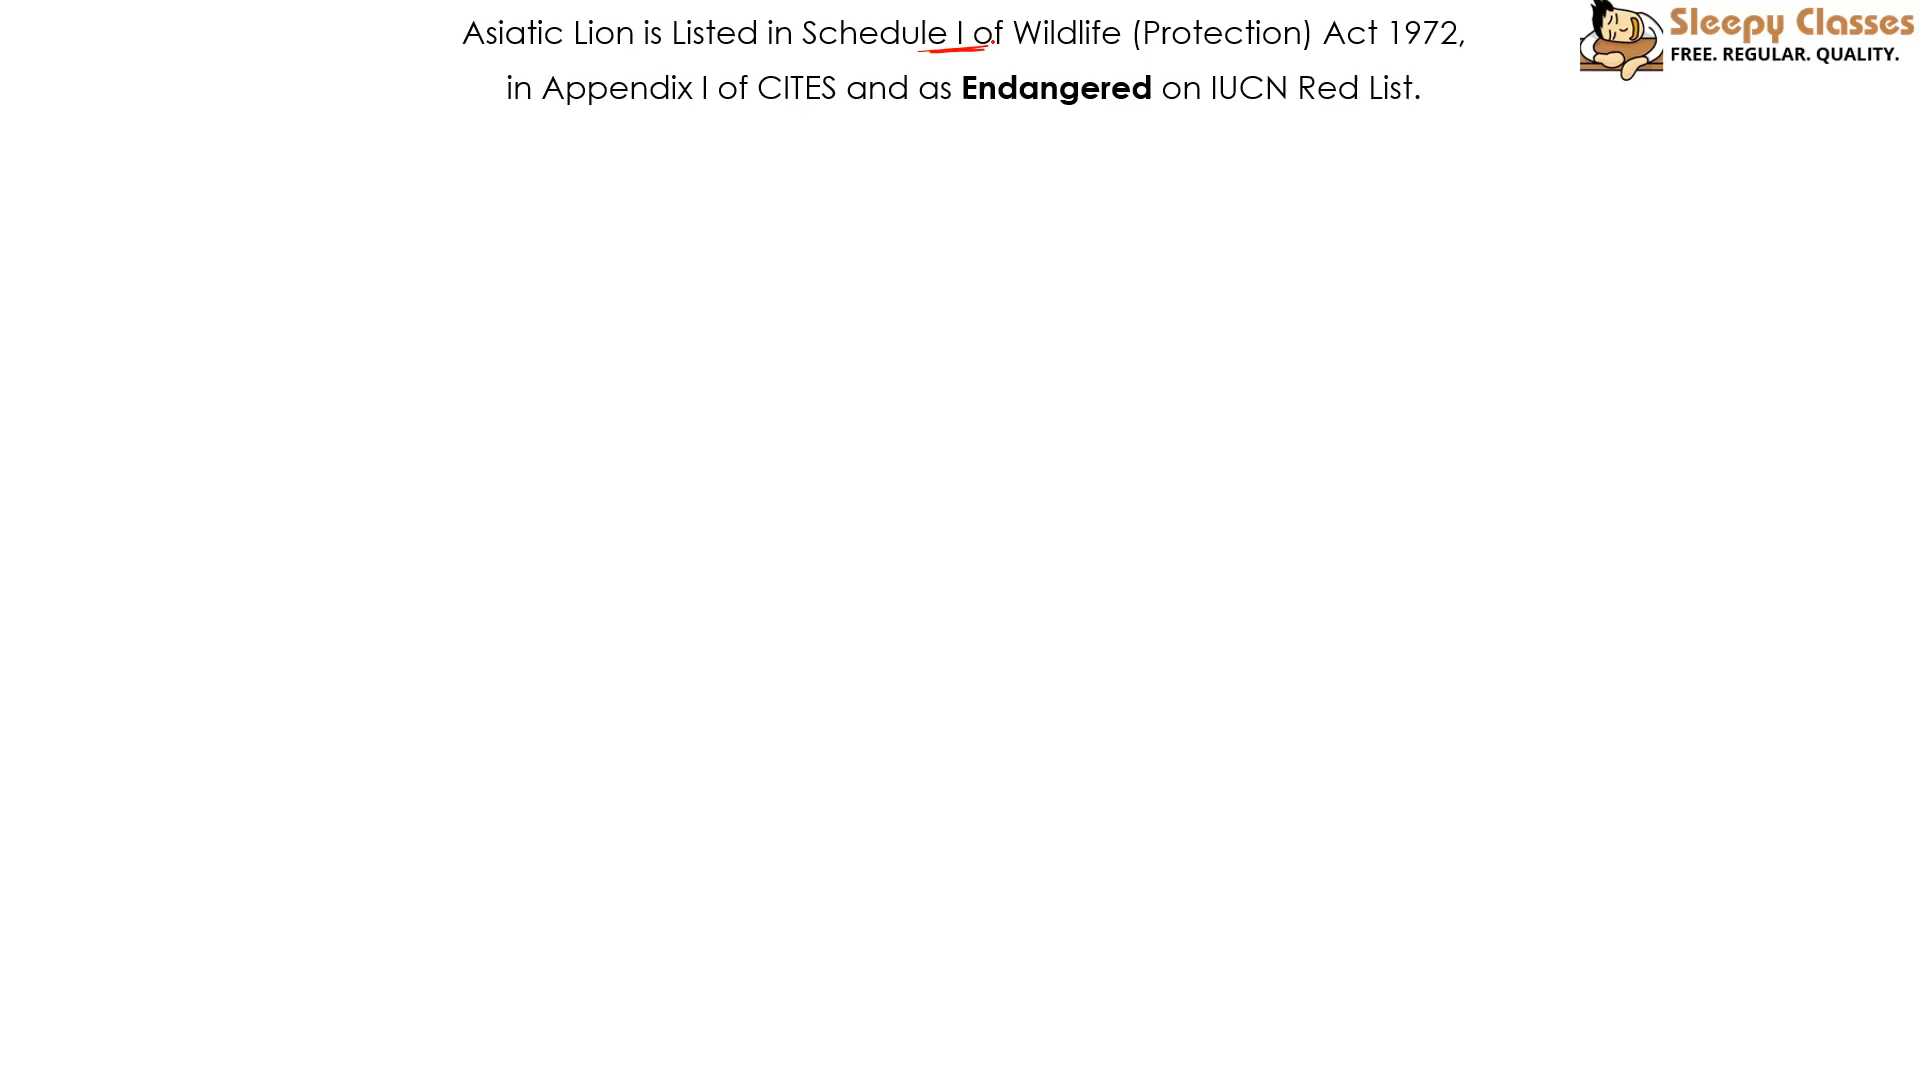 Asiatic Lion is Listed in Schedule I of Wildlife (Protection) Act 1972,
in Appendix I of CITES and as Endangered on IUCN Red List.
Sleepy Classes
FREE. REGULAR. QUALITY.